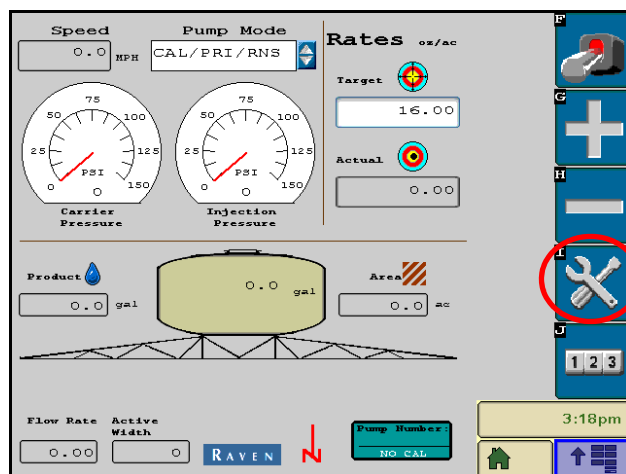 Speed
0.0 MPH
Pump Mode
CAL/PRI/RNS
Rates oz/ac
Target
16.00
Actual
0.00
0 25 50 75 100 125 150
PSI
0
Carrier
Pressure
0 25 50 75 100 125 150
PSI
0
Injection
Pressure
Product
0.0 gal
0.0 gal
Area
0.0 ac
Flow Rate
0.00
Active
Width
0
RAVEN
Pump Number:
NO CAL
F
G
H
I
J
1 2 3
3:18pm